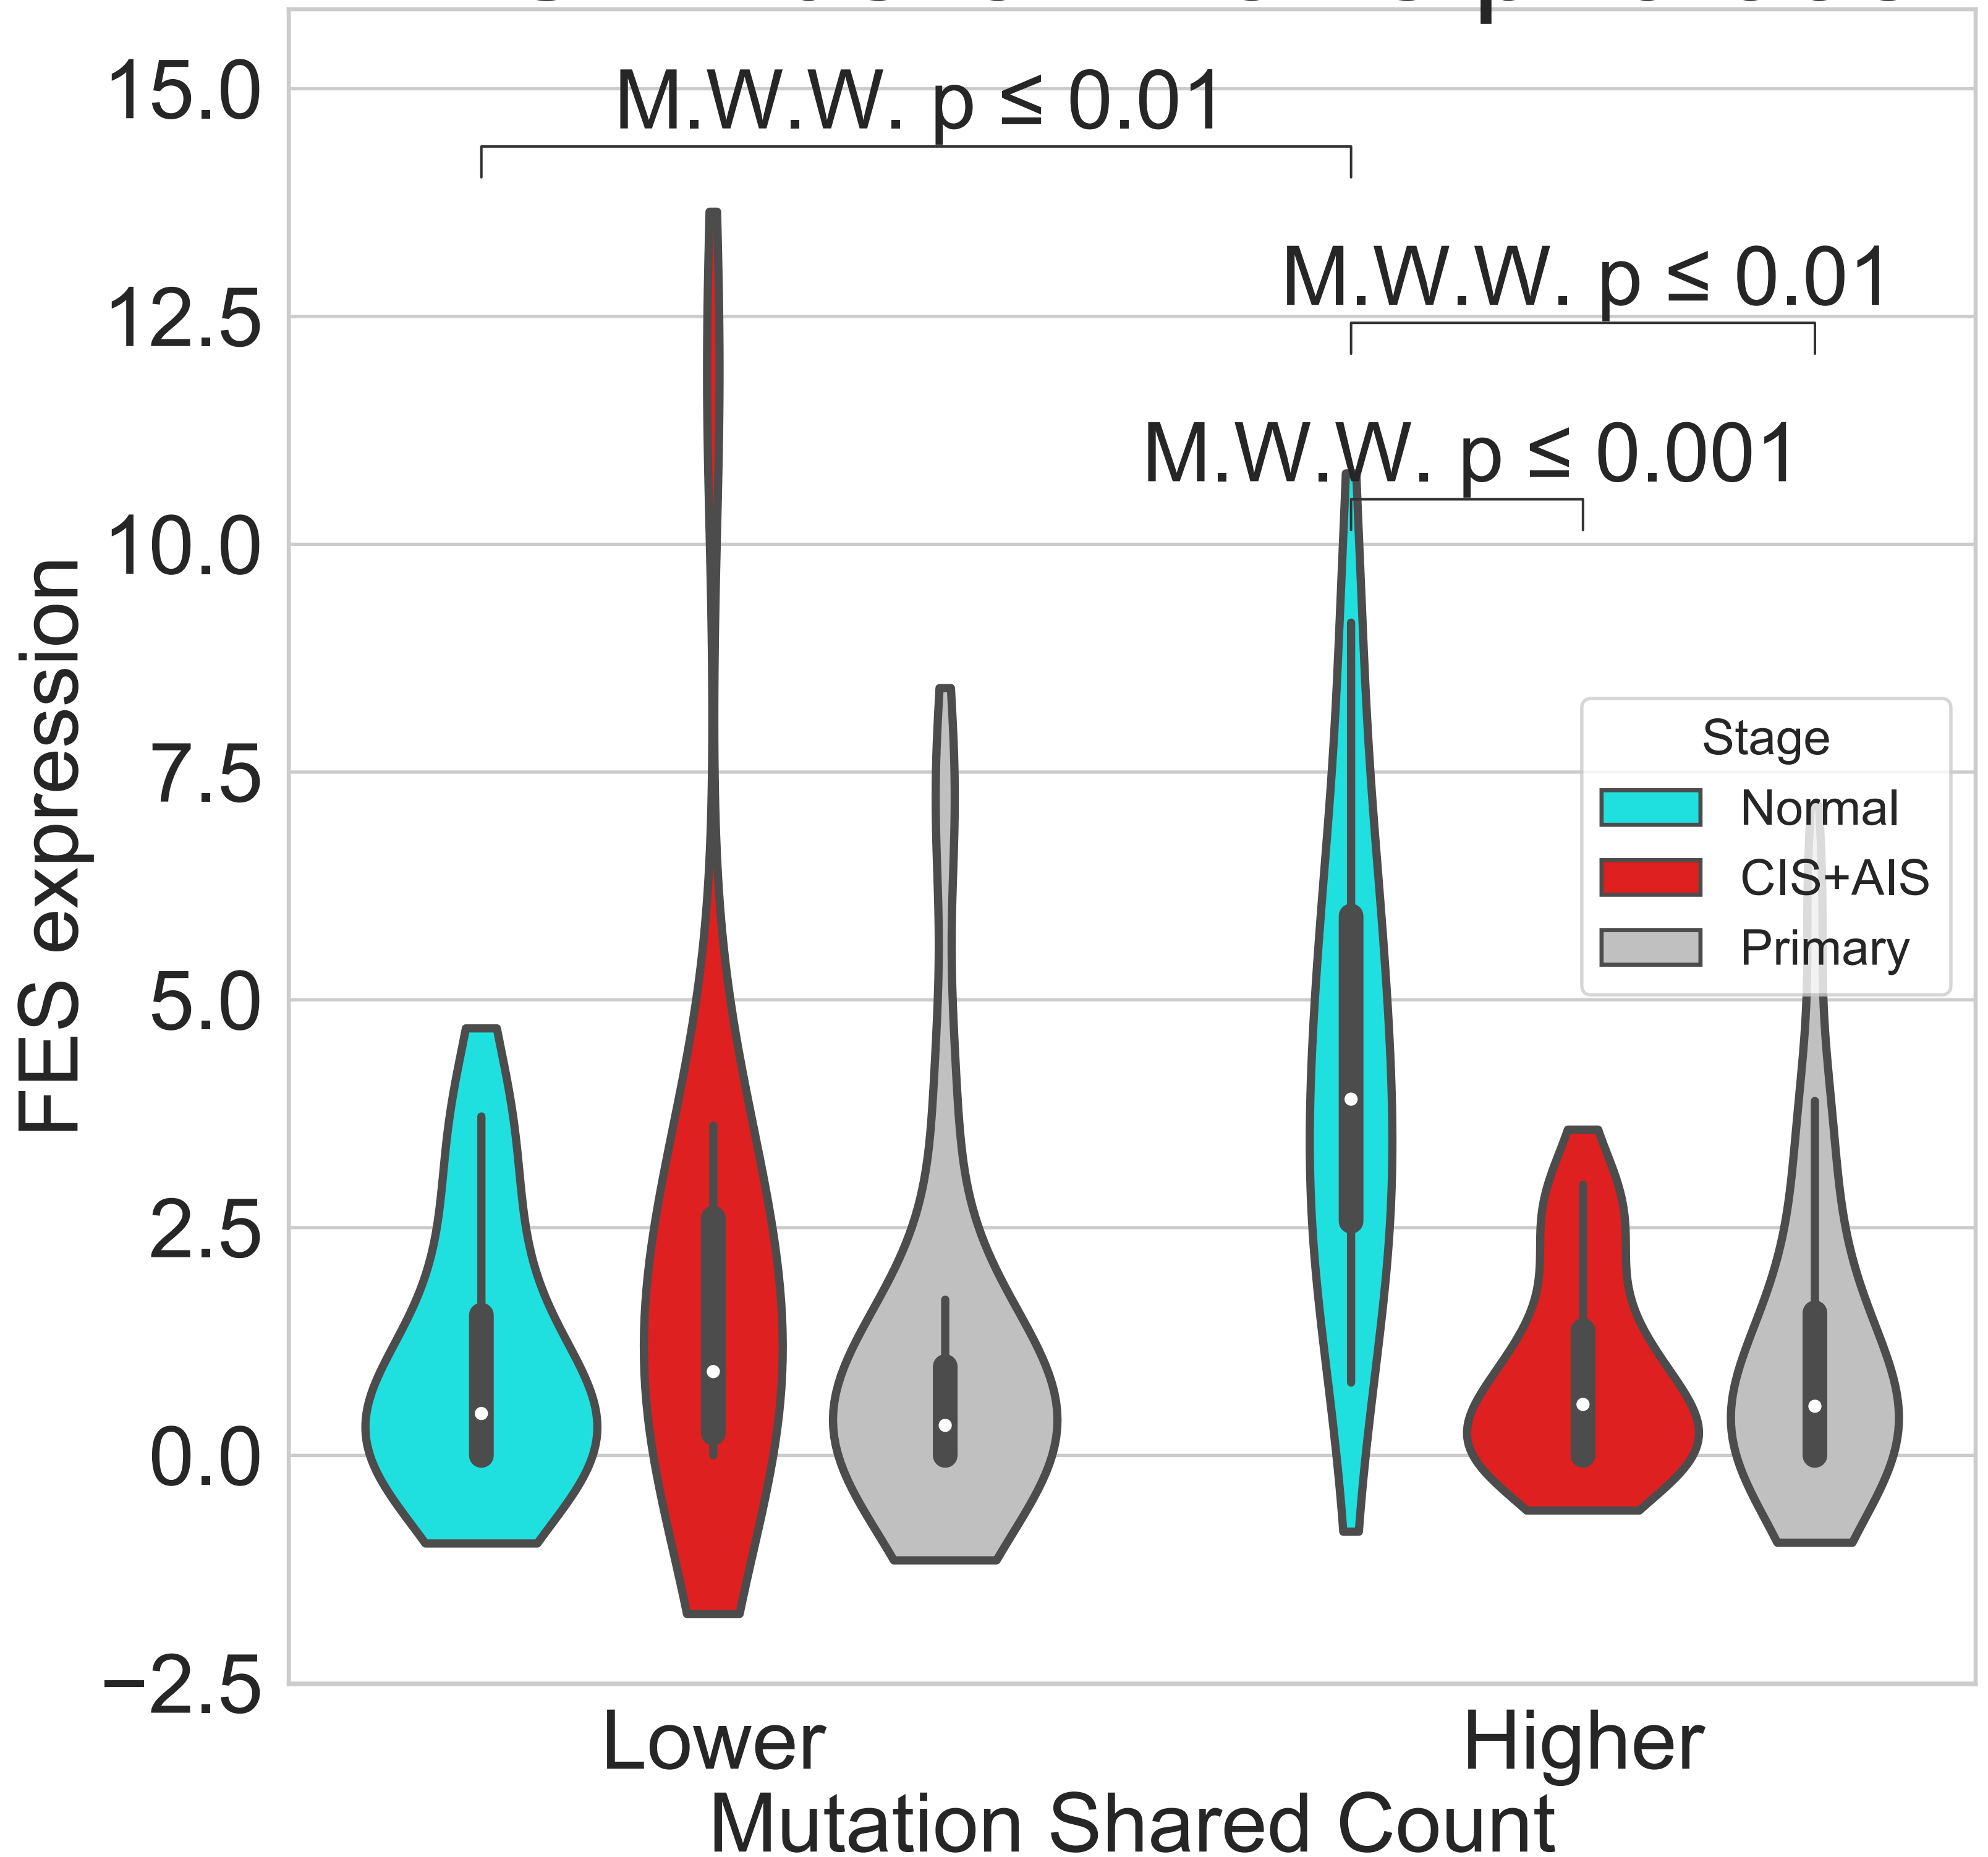 15.0
12.5
10.0
7.5
5.0
2.5
0.0
−2.5
FES expression
M.W.W. p ≤ 0.01
M.W.W. p ≤ 0.01
M.W.W. p ≤ 0.001
Stage
Normal
CIS+AIS
Primary
Lower
Higher
Mutation Shared Count